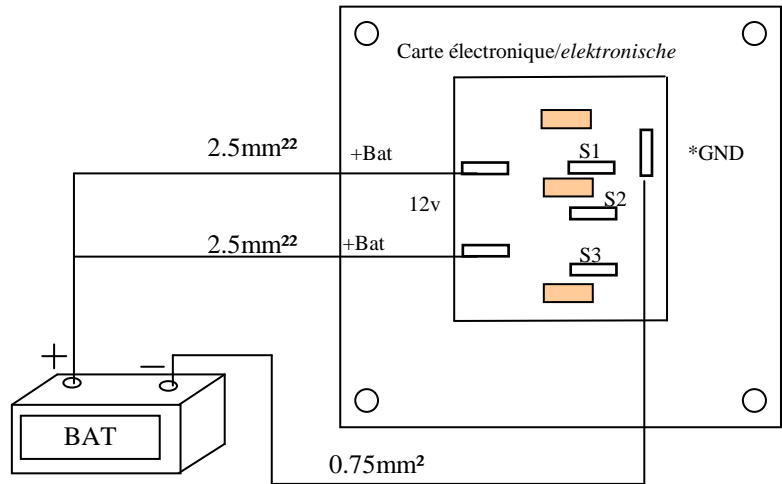 Carte électronique/elektronische
2.5mm²²
+Bat
S1
*GND
12v
S2
2.5mm²²
+Bat
S3
+
−
BAT
0.75mm²